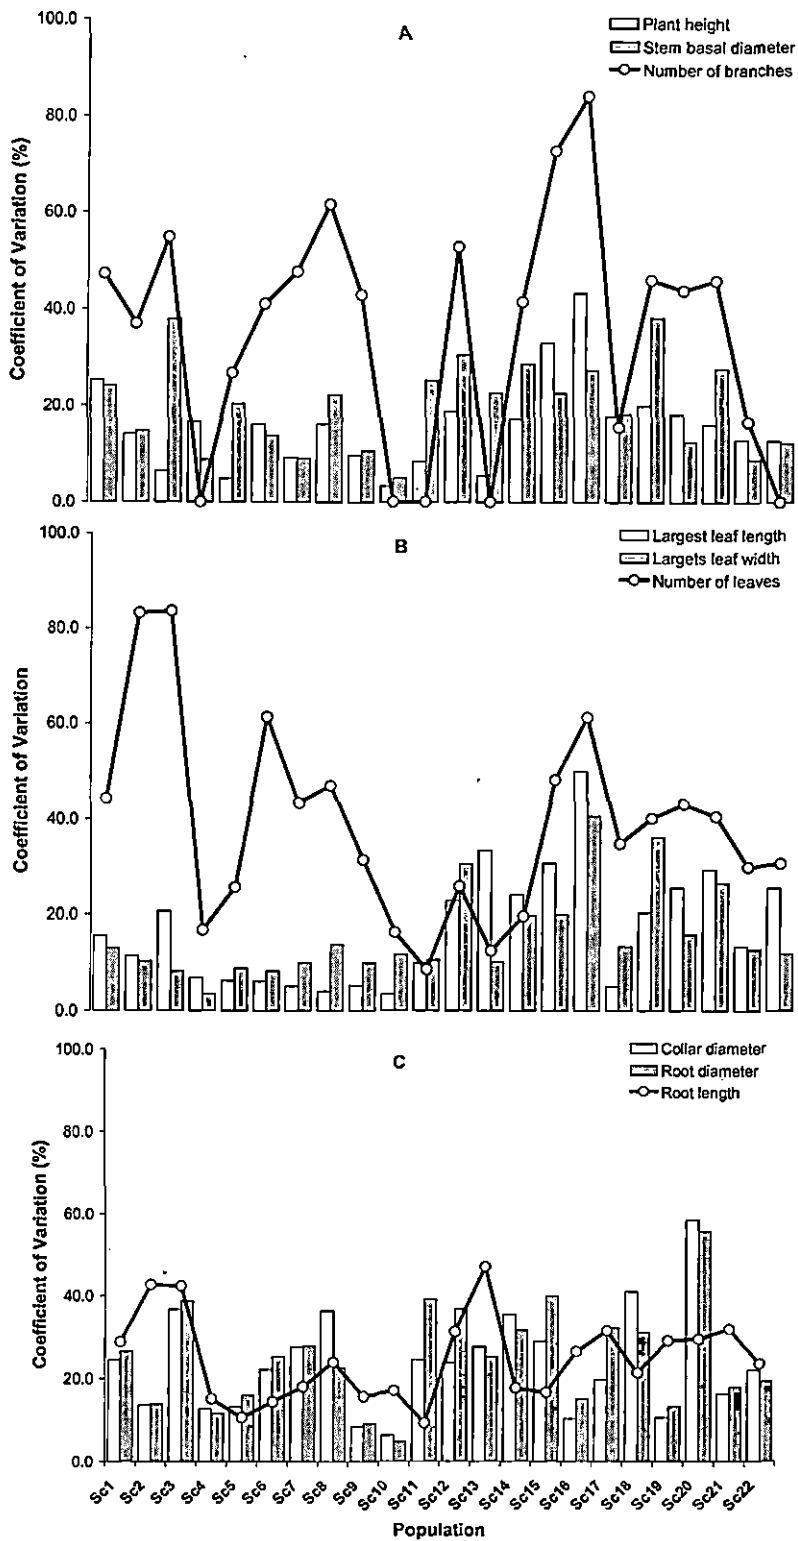 100.0
80.0
60.0
40.0
20.0
0.0
Coefficient of Variation (%)
A
Plant height
Stem basal diameter
Number of branches
100.0
80.0
60.0
40.0
20.0
0.0
Coefficient of Variation
B
Largest leaf length
Largets leaf width
Number of leaves
100.0
80.0
60.0
40.0
20.0
0.0
Coefficient of Variation (%)
C
Collar diameter
Root diameter
Root length
Sc1 Sc2 Sc3 Sc4 Sc5 Sc6 Sc7 Sc8 Sc9 Sc10 Sc11 Sc12 Sc13 Sc14 Sc15 Sc16 Sc17 Sc18 Sc19 Sc20 Sc21 Sc22
Population